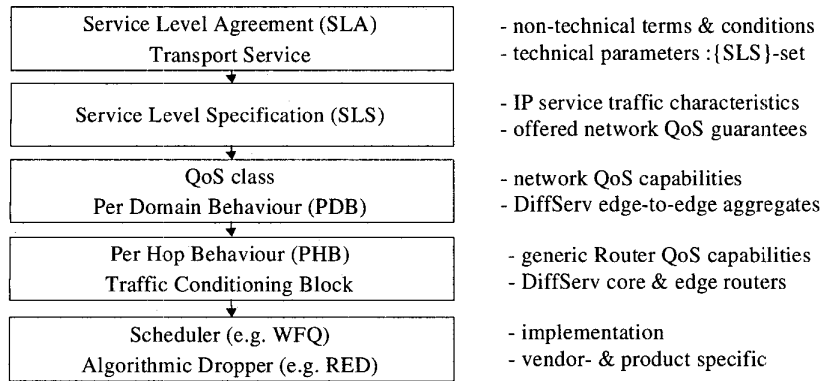 Service Level Agreement (SLA)
Transport Service
- non-technical terms & conditions
- technical parameters :{SLS}-set
Service Level Specification (SLS)
- IP service traffic characteristics
- offered network QoS guarantees
QoS class
Per Domain Behaviour (PDB)
- network QoS capabilities
- DiffServ edge-to-edge aggregates
Per Hop Behaviour (PHB)
Traffic Conditioning Block
- generic Router QoS capabilities
- DiffServ core & edge routers
Scheduler (e.g. WFQ)
Algorithmic Dropper (e.g. RED)
- implementation
- vendor- & product specific